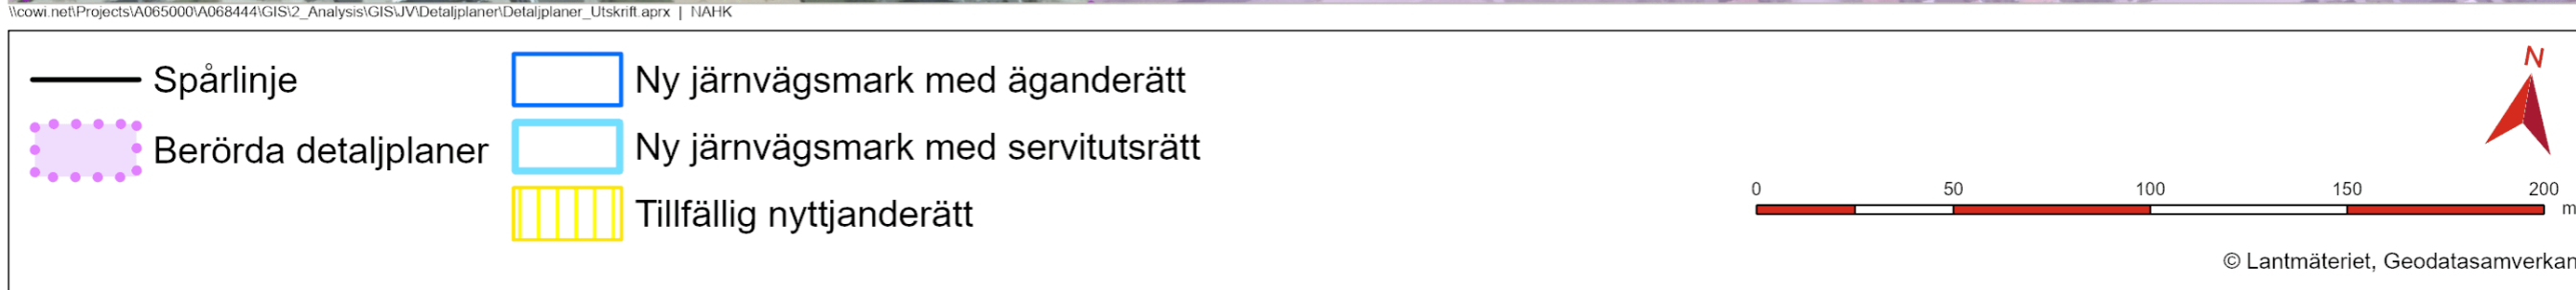 \\cowi.net\Projects\A065000\A068444\GIS\2_Analysis\GIS\JV\Detaljplaner\Detaljplaner_Utskrift.aprx | NAHK
Spårlinje
Berörda detaljplaner
Ny järnvägsmark med äganderätt
Ny järnvägsmark med servitutsrätt
Tillfällig nyttjanderätt
N
0 50 100 150 200
m
© Lantmäteriet, Geodatasamverkan